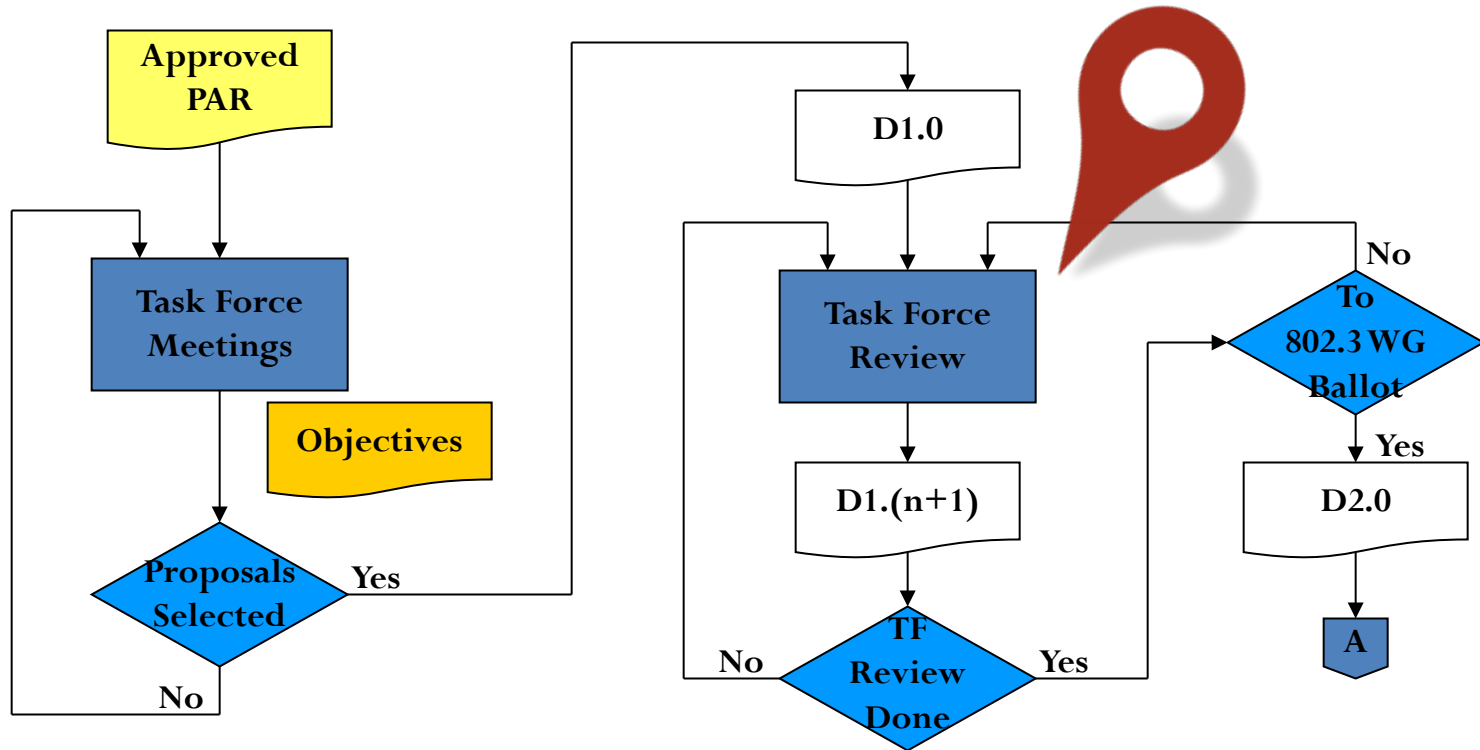 Approved
PAR
Task Force
Meetings
Objectives
Proposals
Selected
Yes
No
D1.0
Task Force
Review
D1.(n+1)
TF
Review
Done
No
Yes
To
802.3 WG
Ballot
No
Yes
D2.0
A